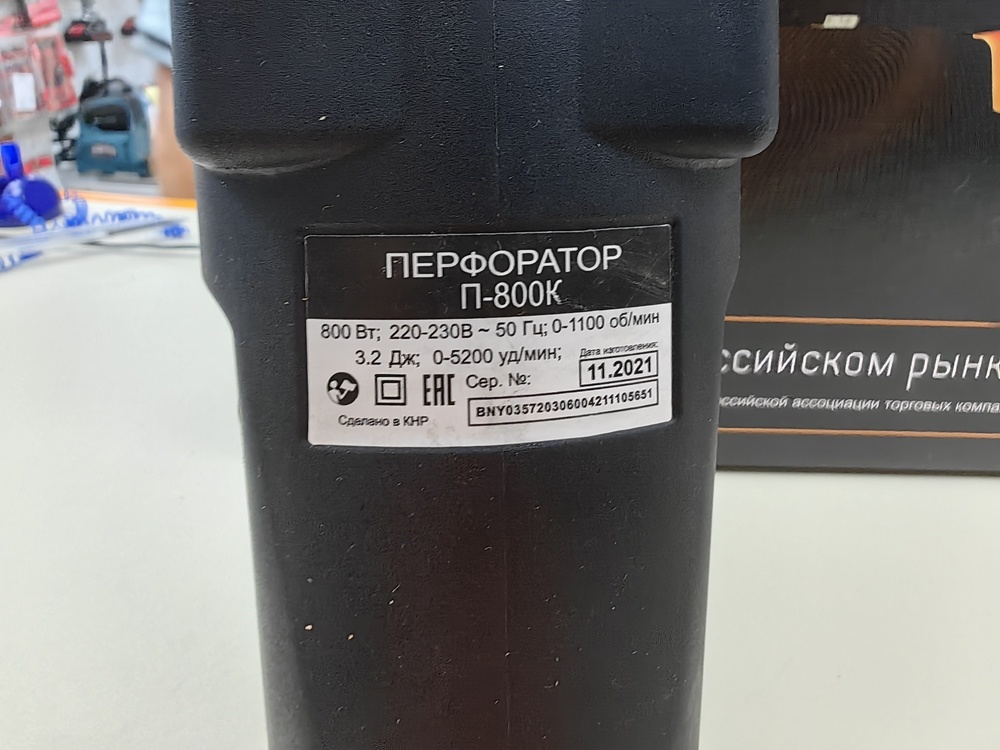 ПЕРФОРАТОР
П-800К
800 Вт; 220-230В ~ 50 Гц; 0-1100 об/мин
3.2 Дж; 0-5200 уд/мин;
Дата изготовления:
11.2021
ЕАС Сер. №:
BNY035720306004211105651
Сделано в КНР
ссийском рынк
ссийской ассоциации торговых компа